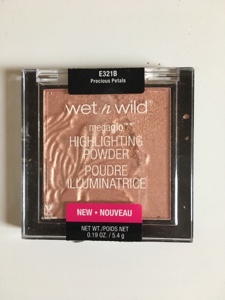 E321B
Precious Petals
wet n wild
megaglo™
HIGHLIGHTING
POWDER
POUDRE
ILLUMINATRICE
NEW • NOUVEAU
NET WT./POIDS NET
0.19 OZ. / 5.4 g